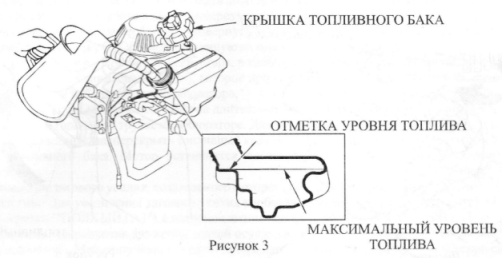 КРЫШКА ТОПЛИВНОГО БАКА
ОТМЕТКА УРОВНЯ ТОПЛИВА
МАКСИМАЛЬНЫЙ УРОВЕНЬ
ТОПЛИВА
Рисунок 3